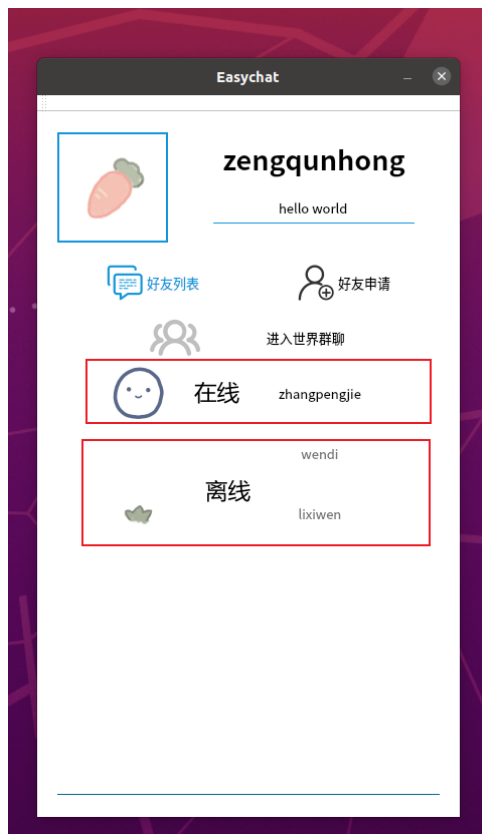 Easychat
zengqunhong
hello world
好友列表
好友申请
进入世界群聊
在线 zhangpengjie
wendi
离线
lixiwen